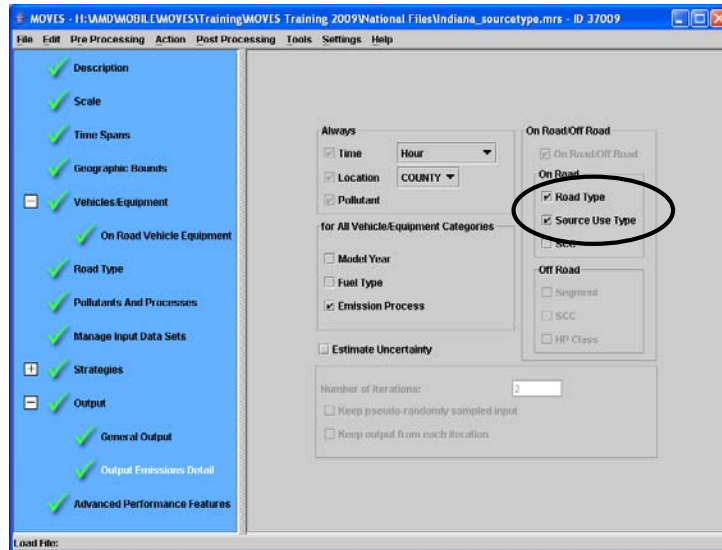 MOVES - H:\AMD\MOBILE\MOVES\Training\MOVES Training 2009\National Files\Indiana_sourcetype.mrs - ID 37009
File Edit Pre Processing Action Post Processing Tools Settings Help
Description
Scale
Time Spans
Geographic Bounds
Vehicles/Equipment
On Road Vehicle Equipment
Road Type
Pollutants And Processes
Manage Input Data Sets
Strategies
Output
General Output
Output Emissions Detail
Advanced Performance Features
Always
Time Hour
Location COUNTY
Pollutant
for All Vehicle/Equipment Categories
Model Year
Fuel Type
Emission Process
Estimate Uncertainty
On Road/Off Road
On Road/Off Road
On Road
Road Type
Source Use Type
SCC
Off Road
Segment
SCC
HP Class
Number of iterations: 2
Keep pseudo-randomly sampled input
Keep output from each iteration
Load File: